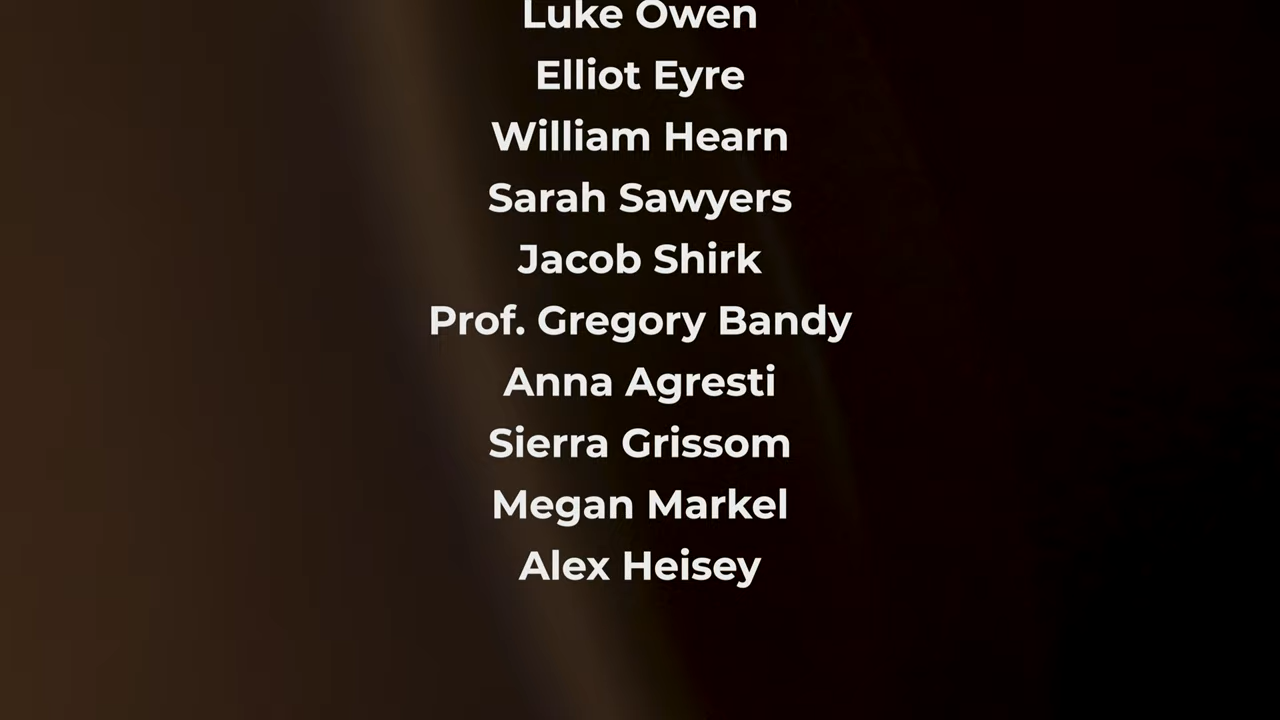 Luke Owen
Elliot Eyre
William Hearn
Sarah Sawyers
Jacob Shirk
Prof. Gregory Bandy
Anna Agresti
Sierra Grissom
Megan Markel
Alex Heisey